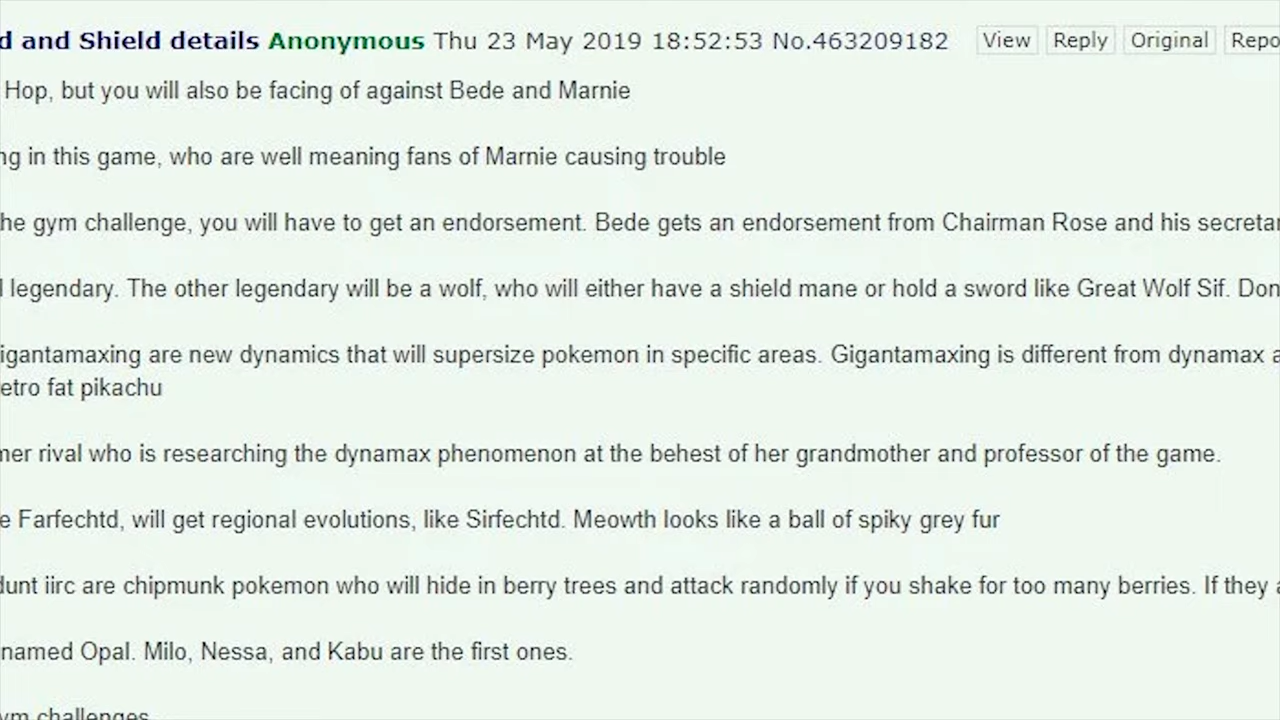 d and Shield details Anonymous Thu 23 May 2019 18:52:53 No.463209182 View Reply Original Repo
Hop, but you will also be facing of against Bede and Marnie
ng in this game, who are well meaning fans of Marnie causing trouble
he gym challenge, you will have to get an endorsement. Bede gets an endorsement from Chairman Rose and his secretar
l legendary. The other legendary will be a wolf, who will either have a shield mane or hold a sword like Great Wolf Sif. Don
igantamaxing are new dynamics that will supersize pokemon in specific areas. Gigantamaxing is different from dynamax a
etro fat pikachu
mer rival who is researching the dynamax phenomenon at the behest of her grandmother and professor of the game.
e Farfechtd, will get regional evolutions, like Sirfechtd. Meowth looks like a ball of spiky grey fur
dunt iirc are chipmunk pokemon who will hide in berry trees and attack randomly if you shake for too many berries. If they a
named Opal. Milo, Nessa, and Kabu are the first ones.
ym challenges